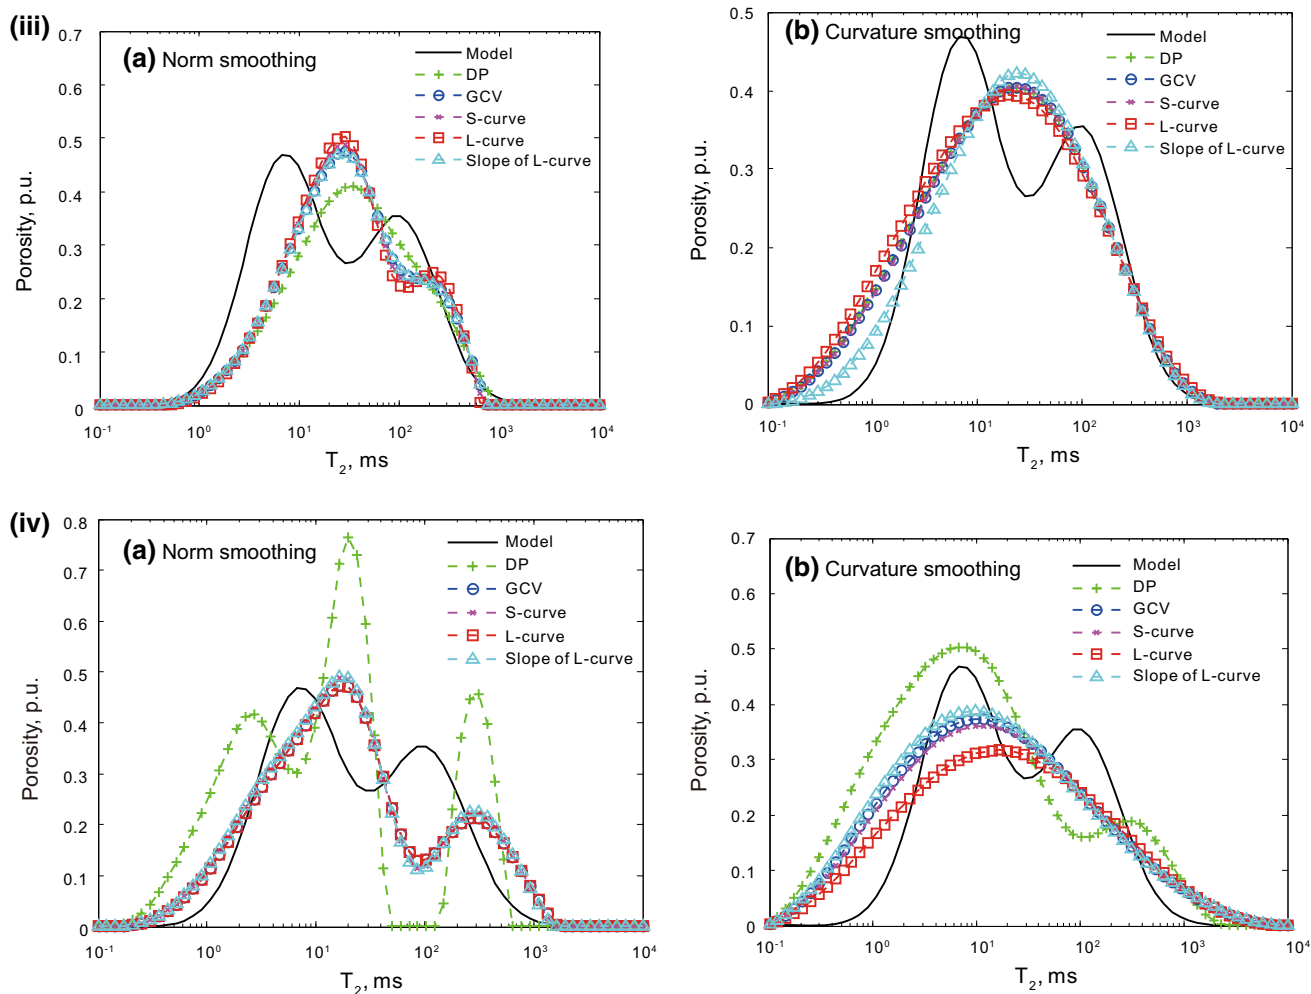 (iii)
(a) Norm smoothing
Model
DP
GCV
S-curve
L-curve
Slope of L-curve
Porosity, p.u.
0.7
0.6
0.5
0.4
0.3
0.2
0.1
0
10-1
100
101
102
103
104
T2, ms
(b) Curvature smoothing
Model
DP
GCV
S-curve
L-curve
Slope of L-curve
Porosity, p.u.
0.5
0.4
0.3
0.2
0.1
0
10-1
100
101
102
103
104
T2, ms
(iv)
(a) Norm smoothing
Model
DP
GCV
S-curve
L-curve
Slope of L-curve
Porosity, p.u.
0.8
0.7
0.6
0.5
0.4
0.3
0.2
0.1
0
10-1
100
101
102
103
104
T2, ms
(b) Curvature smoothing
Model
DP
GCV
S-curve
L-curve
Slope of L-curve
Porosity, p.u.
0.7
0.6
0.5
0.4
0.3
0.2
0.1
0
10-1
100
101
102
103
104
T2, ms